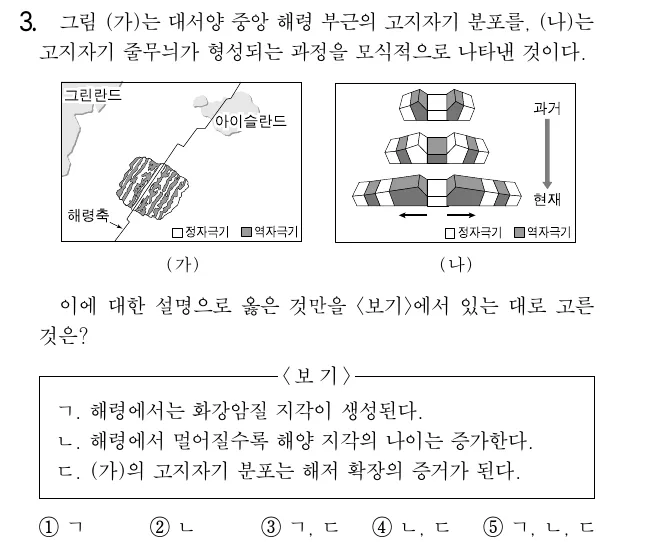 3. 그림 (가)는 대서양 중앙 해령 부근의 고지자기 분포를, (나)는
고지자기 줄무늬가 형성되는 과정을 모식적으로 나타낸 것이다.
그린란드
아이슬란드
해령축
정자극기 역자극기
(가)
과거
현재
정자극기 역자극기
(나)
이에 대한 설명으로 옳은 것만을 〈보기〉에서 있는 대로 고른
것은?
〈보 기〉
ㄱ. 해령에서는 화강암질 지각이 생성된다.
ㄴ. 해령에서 멀어질수록 해양 지각의 나이는 증가한다.
ㄷ. (가)의 고지자기 분포는 해저 확장의 증거가 된다.
① ㄱ ② ㄴ ③ ㄱ, ㄷ ④ ㄴ, ㄷ ⑤ ㄱ, ㄴ, ㄷ